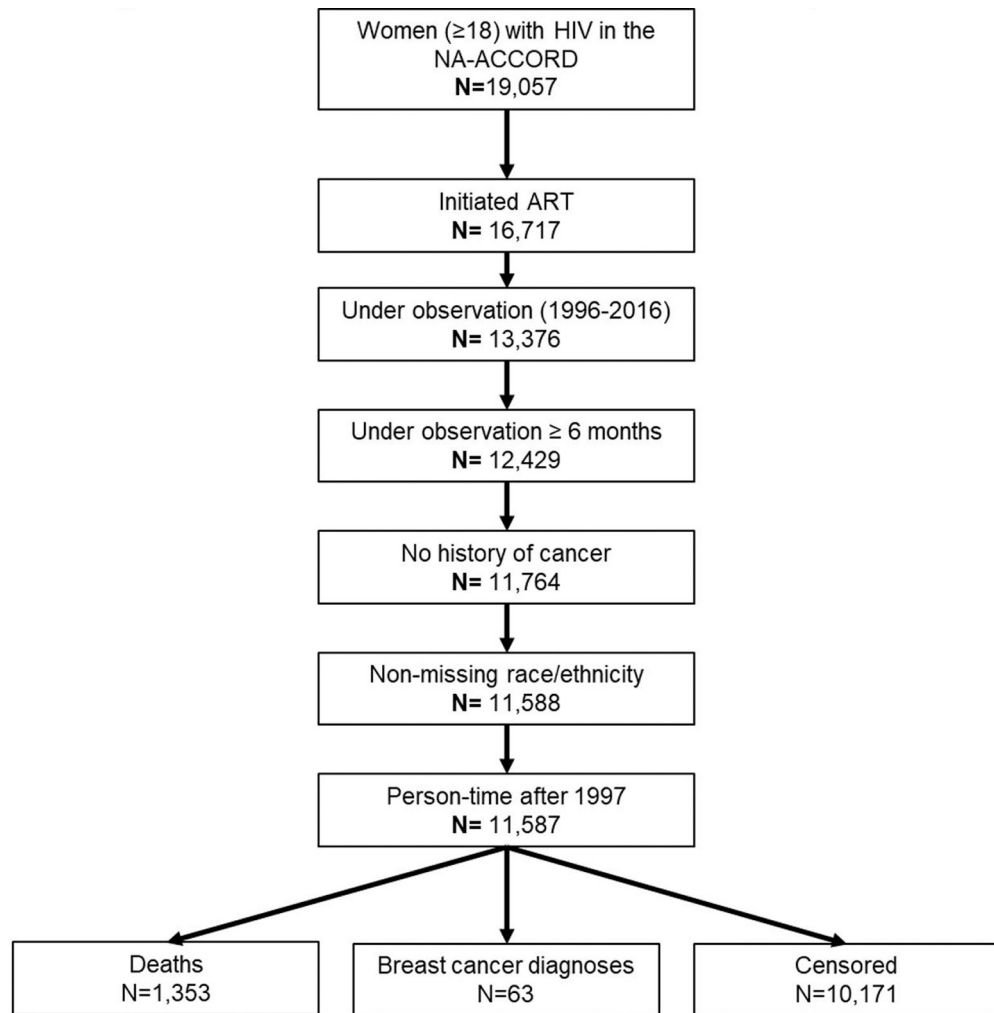 Women (≥18) with HIV in the
NA-ACCORD
N=19,057
Initiated ART
N= 16,717
Under observation (1996-2016)
N= 13,376
Under observation ≥ 6 months
N= 12,429
No history of cancer
N= 11,764
Non-missing race/ethnicity
N= 11,588
Person-time after 1997
N= 11,587
Deaths
N=1,353
Breast cancer diagnoses
N=63
Censored
N=10,171